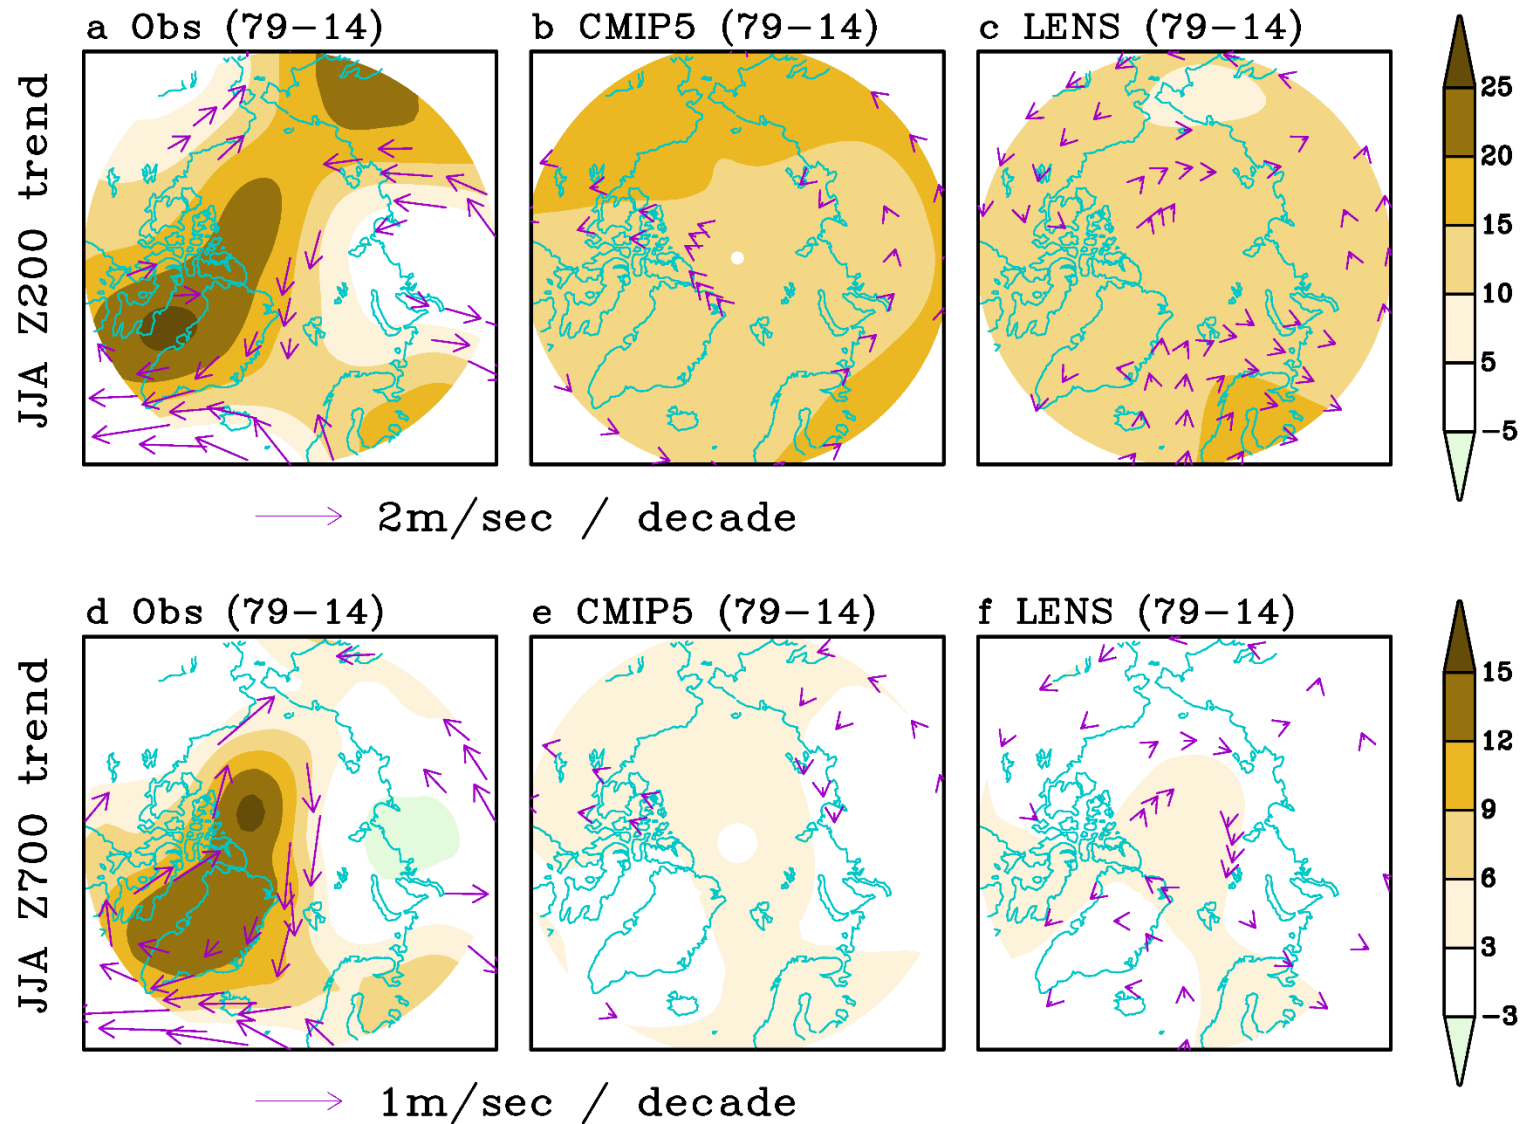 a Obs (79−14)
b CMIP5 (79−14)
c LENS (79−14)
JJA Z200 trend
25
20
15
10
5
−5
2m/sec / decade
d Obs (79−14)
e CMIP5 (79−14)
f LENS (79−14)
JJA Z700 trend
15
12
9
6
3
−3
1m/sec / decade